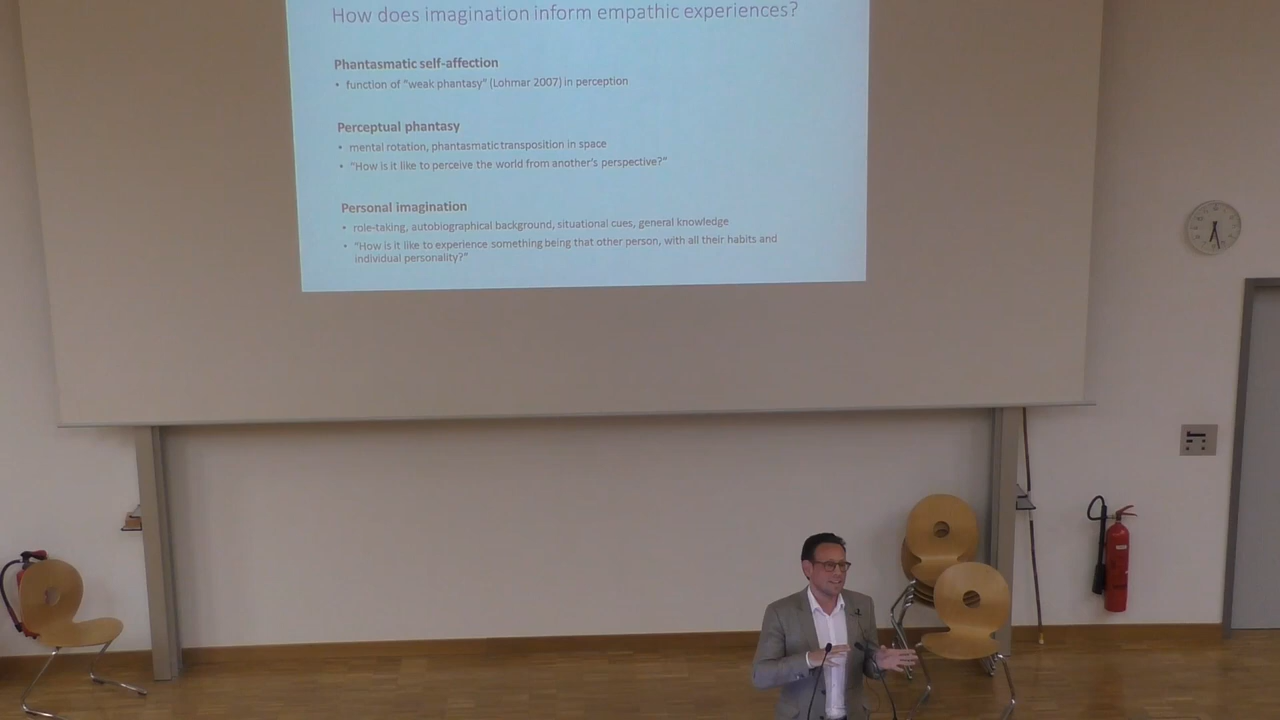 How does imagination inform empathic experiences?
Phantasmatic self-affection
• function of "weak phantasy" (Lohmar 2007) in perception
Perceptual phantasy
• mental rotation, phantasmatic transposition in space
• "How is it like to perceive the world from another's perspective?"
Personal imagination
• role-taking, autobiographical background, situational cues, general knowledge
• "How is it like to experience something being that other person, with all their habits and
individual personality?"